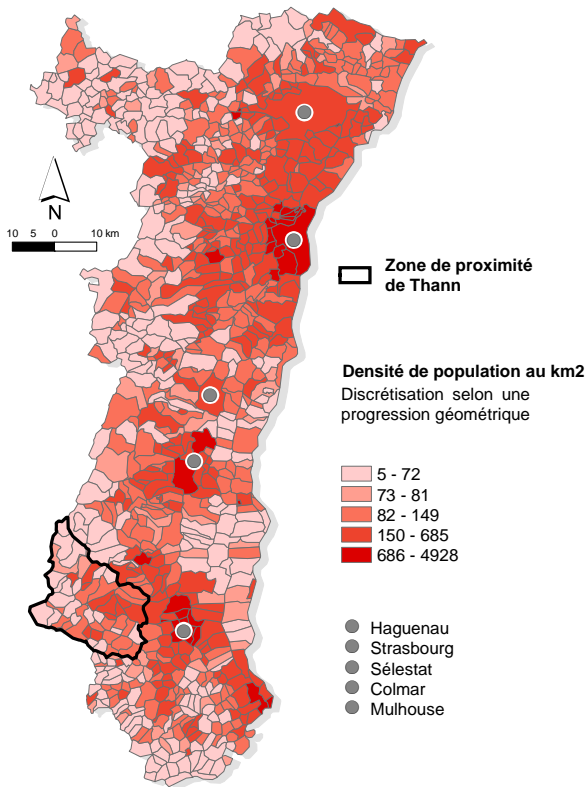 N
10 5 0 10 km
Zone de proximité
de Thann
Densité de population au km2
Discrétisation selon une
progression géométrique
5 - 72
73 - 81
82 - 149
150 - 685
686 - 4928
Haguenau
Strasbourg
Sélestat
Colmar
Mulhouse